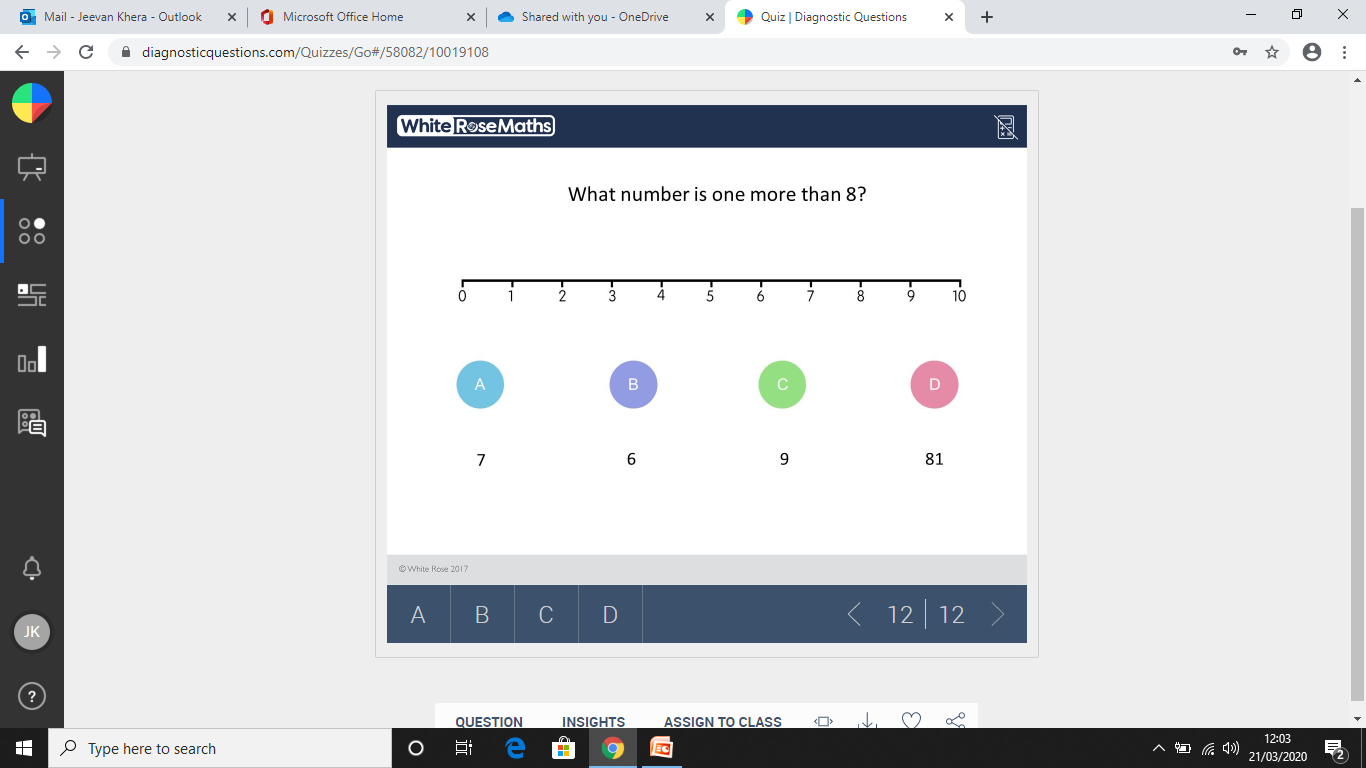 Mail - Jeevan Khera - Outlook
Microsoft Office Home
Shared with you - OneDrive
Quiz | Diagnostic Questions
diagnosticquestions.com/Quizzes/Go#/58082/10019108
White Rose Maths
What number is one more than 8?
0 1 2 3 4 5 6 7 8 9 10
A B C D
7 6 9 81
© White Rose 2017
A B C D 12 | 12
JK
?
QUESTION INSIGHTS ASSIGN TO CLASS
Type here to search
12:03
21/03/2020
2